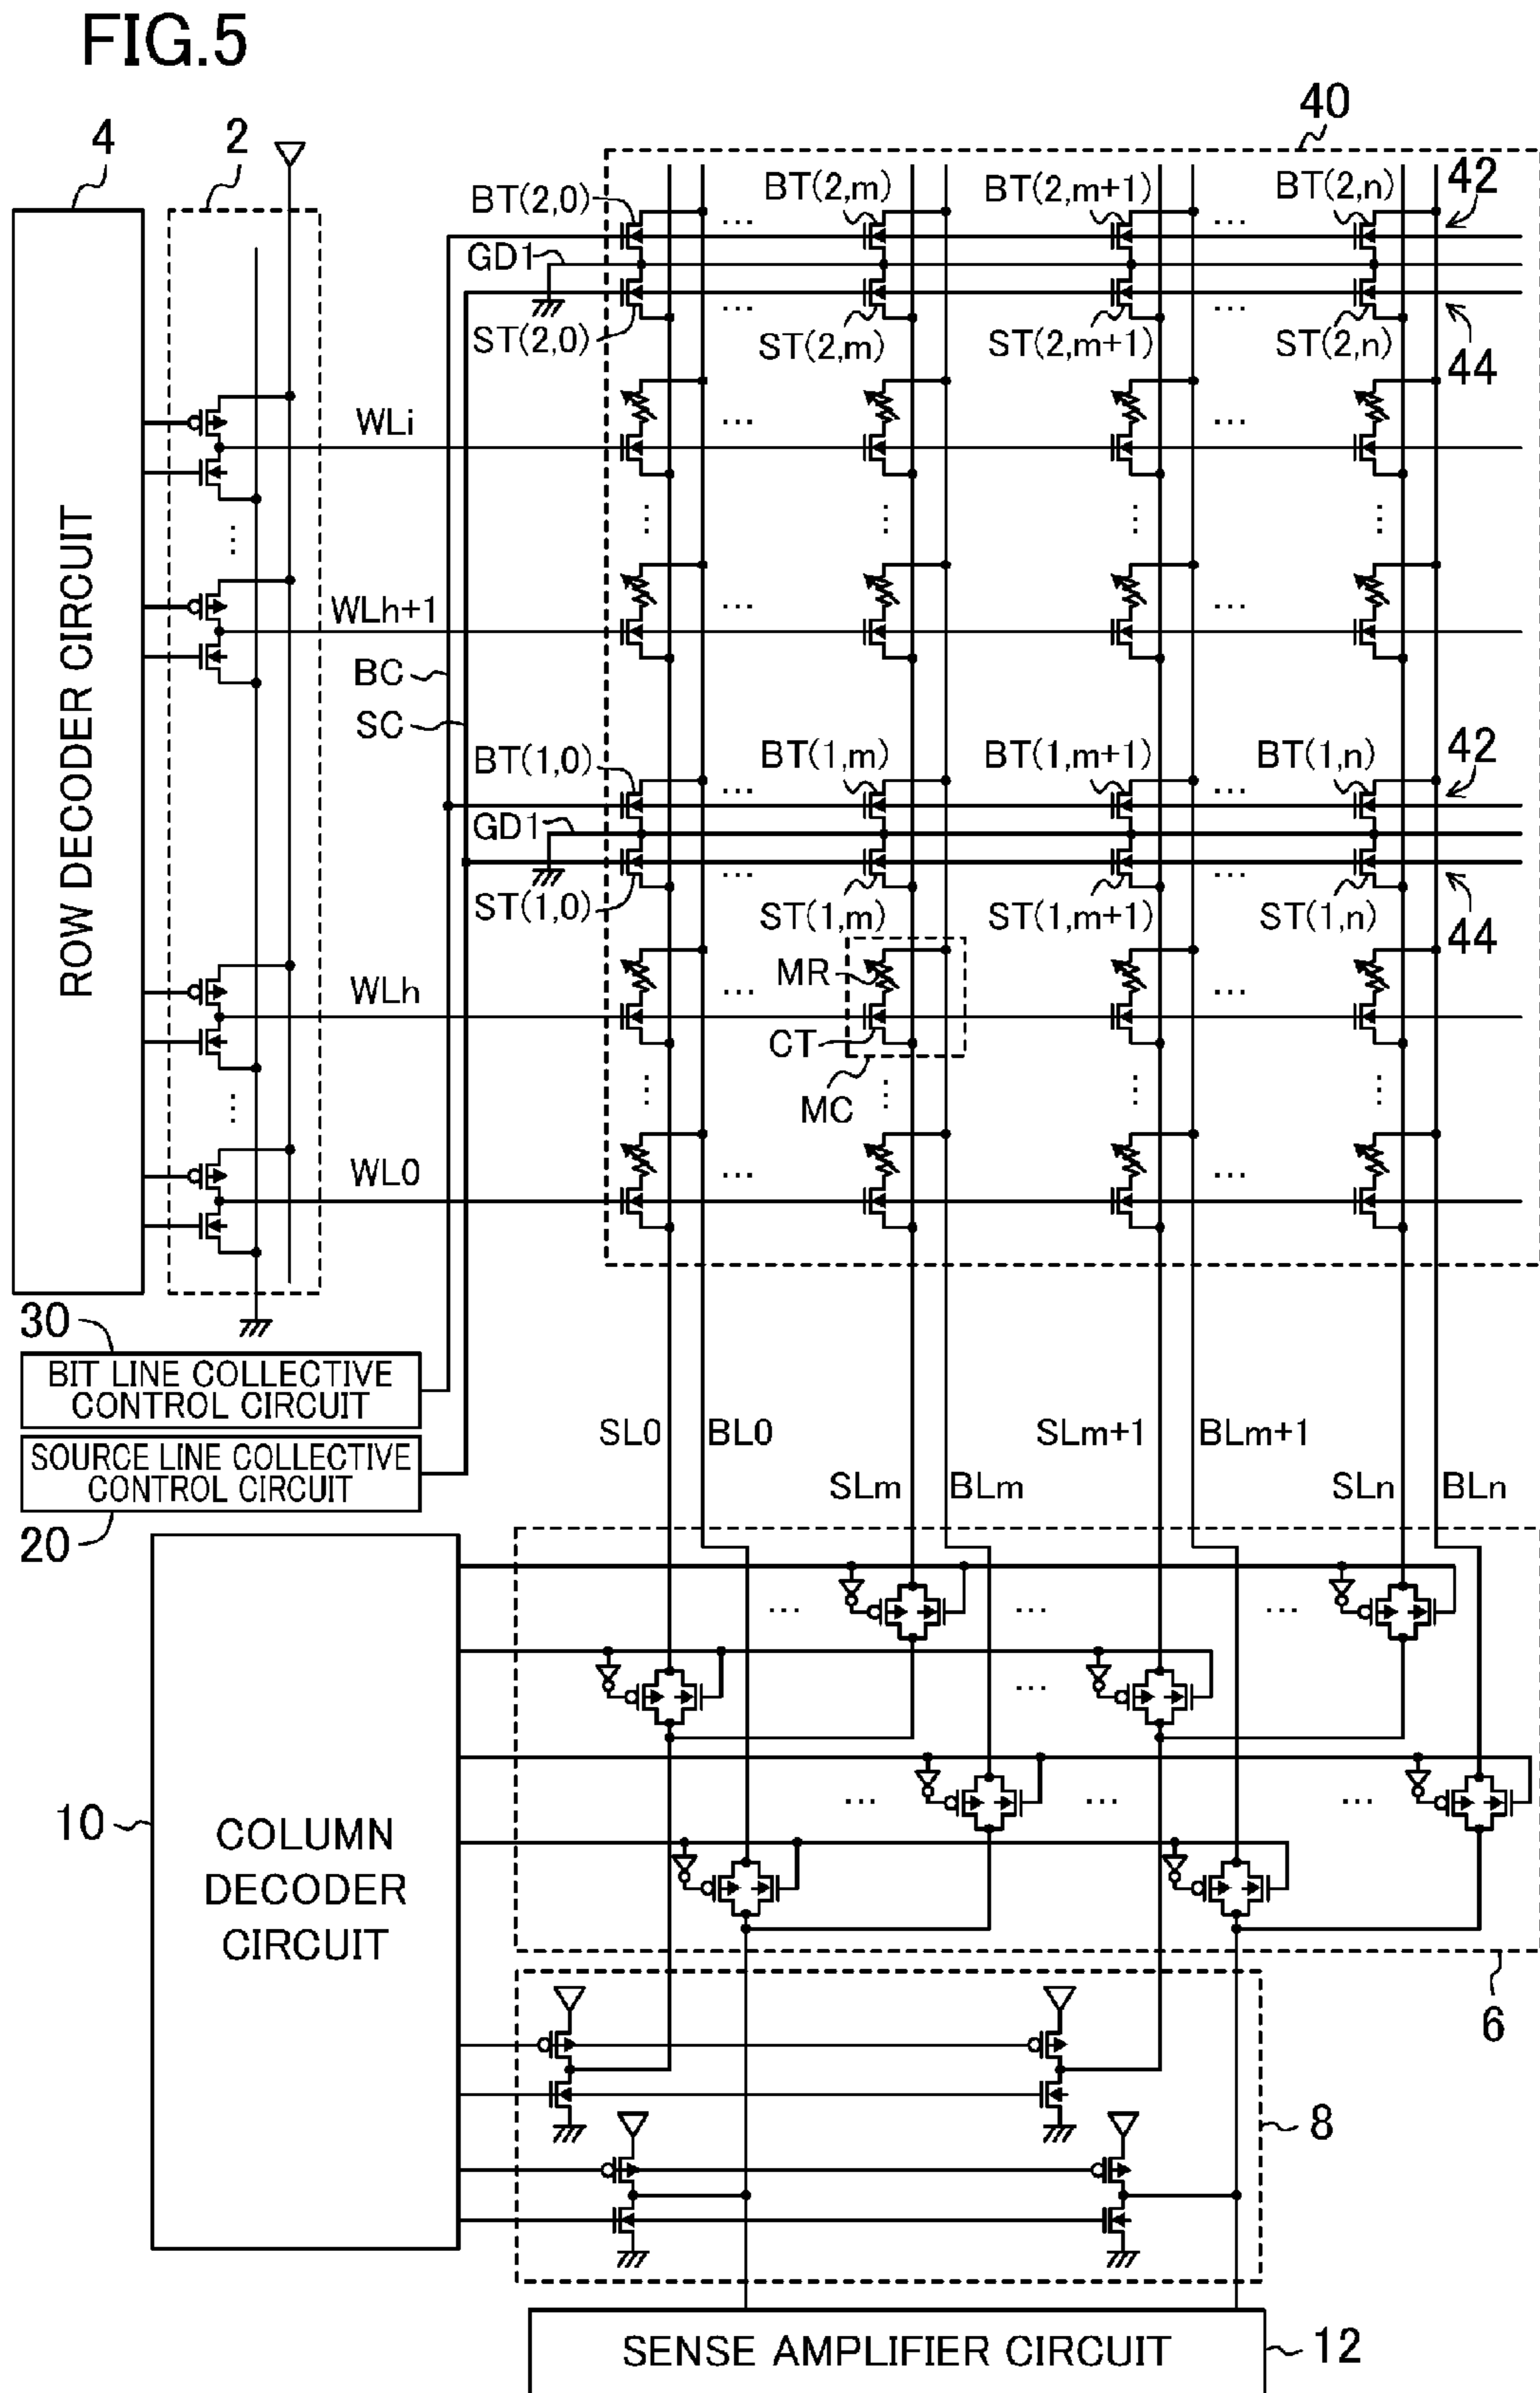 FIG.5
40
4
2
BT(2,0)
BT(2,m)
BT(2,m+1)
BT(2,n)
42
...
...
GD1
ST(2,0)
...
ST(2,m)
ST(2,m+1)
...
ST(2,n)
44
WLi
...
...
ROW DECODER CIRCUIT
WLh+1
...
...
BC
SC
BT(1,0)
...
BT(1,m)
BT(1,m+1)
...
BT(1,n)
42
GD1
ST(1,0)
...
ST(1,m)
ST(1,m+1)
...
ST(1,n)
44
MR
WLh
...
...
CT
MC
WL0
...
...
30
BIT LINE COLLECTIVE
CONTROL CIRCUIT
SOURCE LINE COLLECTIVE
CONTROL CIRCUIT
20
SL0
BL0
SLm
BLm
SLm+1
BLm+1
SLn
BLn
...
...
...
...
...
...
...
10
COLUMN
DECODER
CIRCUIT
6
8
SENSE AMPLIFIER CIRCUIT
12